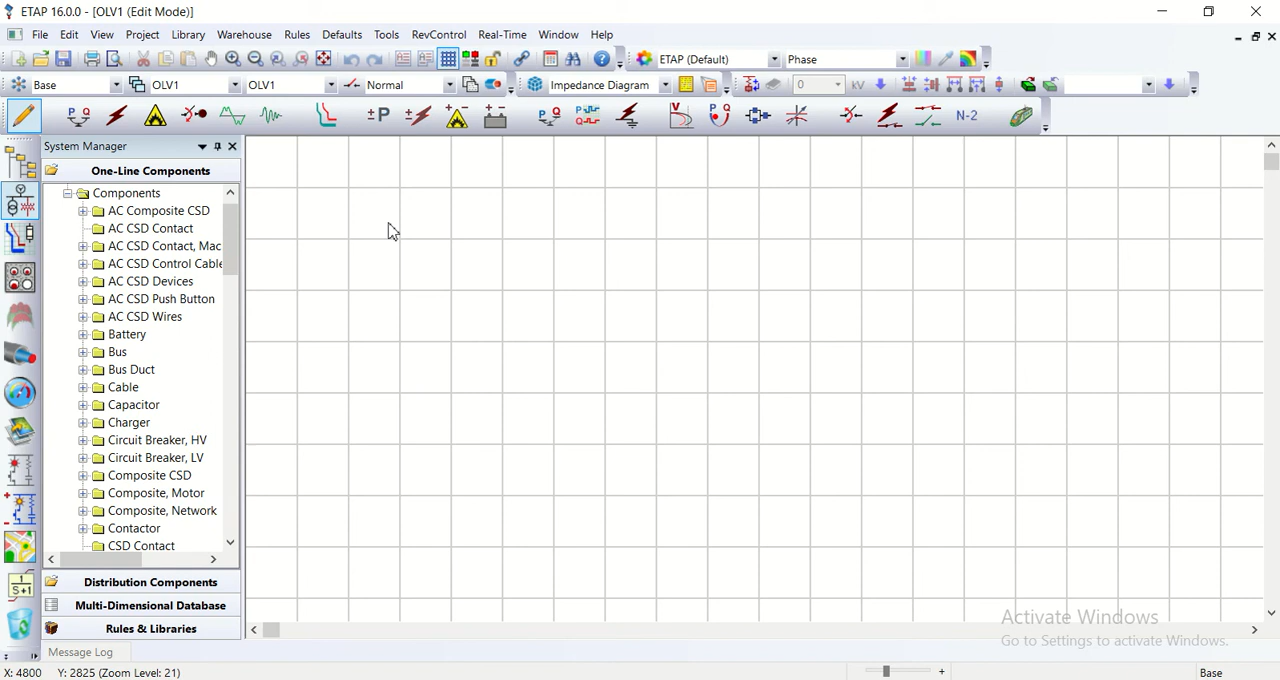 ETAP 16.0.0 - [OLV1 (Edit Mode)]
File Edit View Project Library Warehouse Rules Defaults Tools RevControl Real-Time Window Help
ETAP (Default) Phase
Base OLV1 Normal Impedance Diagram 0 kV
P Q P P Q P Q V P Q N-2
System Manager
One-Line Components
Components
AC Composite CSD
AC CSD Contact
AC CSD Contact, Mac
AC CSD Control Cable
AC CSD Devices
AC CSD Push Button
AC CSD Wires
Battery
Bus
Bus Duct
Cable
Capacitor
Charger
Circuit Breaker, HV
Circuit Breaker, LV
Composite CSD
Composite, Motor
Composite, Network
Contactor
CSD Contact
1
S+1
Distribution Components
Multi-Dimensional Database
Rules & Libraries
Activate Windows
Go to Settings to activate Windows.
Message Log
X: 4800 Y: 2825 (Zoom Level: 21) Base